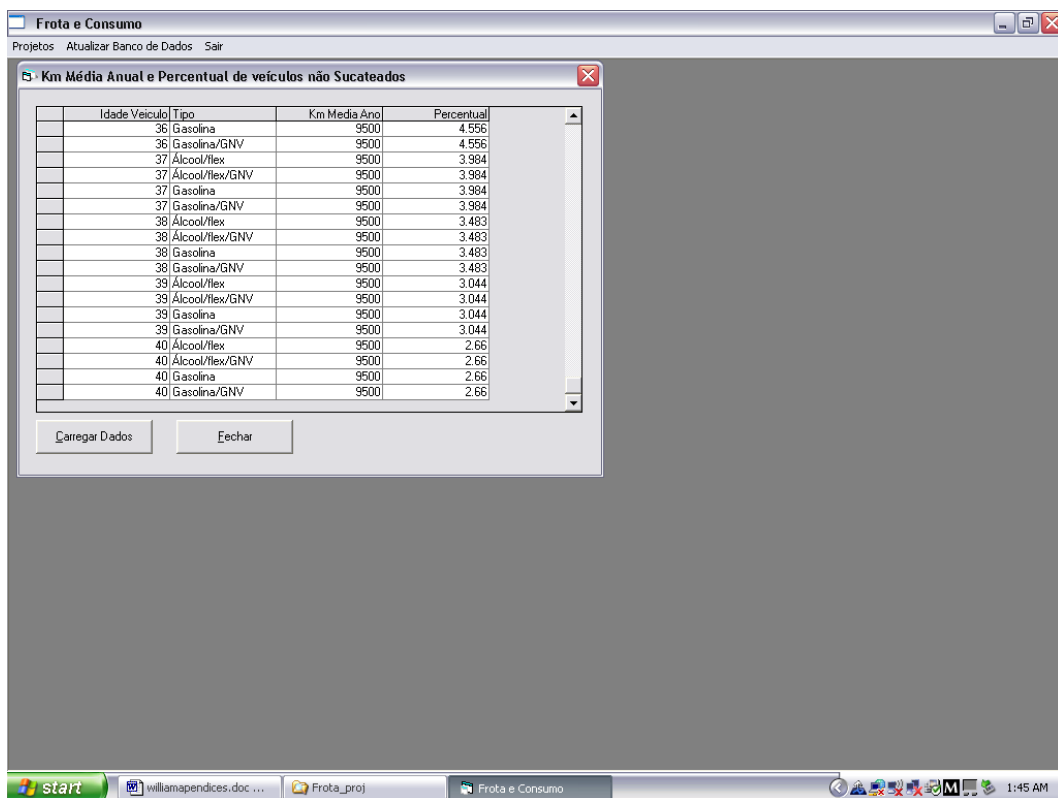 Frota e Consumo
Projetos Atualizar Banco de Dados Sair
Km Média Anual e Percentual de veículos não Sucateados
Idade Veiculo Tipo Km Media Ano Percentual
36 Gasolina 9500 4.556
36 Gasolina/GNV 9500 4.556
37 Álcool/flex 9500 3.984
37 Álcool/flex/GNV 9500 3.984
37 Gasolina 9500 3.984
37 Gasolina/GNV 9500 3.984
38 Álcool/flex 9500 3.483
38 Álcool/flex/GNV 9500 3.483
38 Gasolina 9500 3.483
38 Gasolina/GNV 9500 3.483
39 Álcool/flex 9500 3.044
39 Álcool/flex/GNV 9500 3.044
39 Gasolina 9500 3.044
39 Gasolina/GNV 9500 3.044
40 Álcool/flex 9500 2.66
40 Álcool/flex/GNV 9500 2.66
40 Gasolina 9500 2.66
40 Gasolina/GNV 9500 2.66
Carregar Dados Fechar
start williamapendices.doc ... Frota_proj Frota e Consumo M 1:45 AM